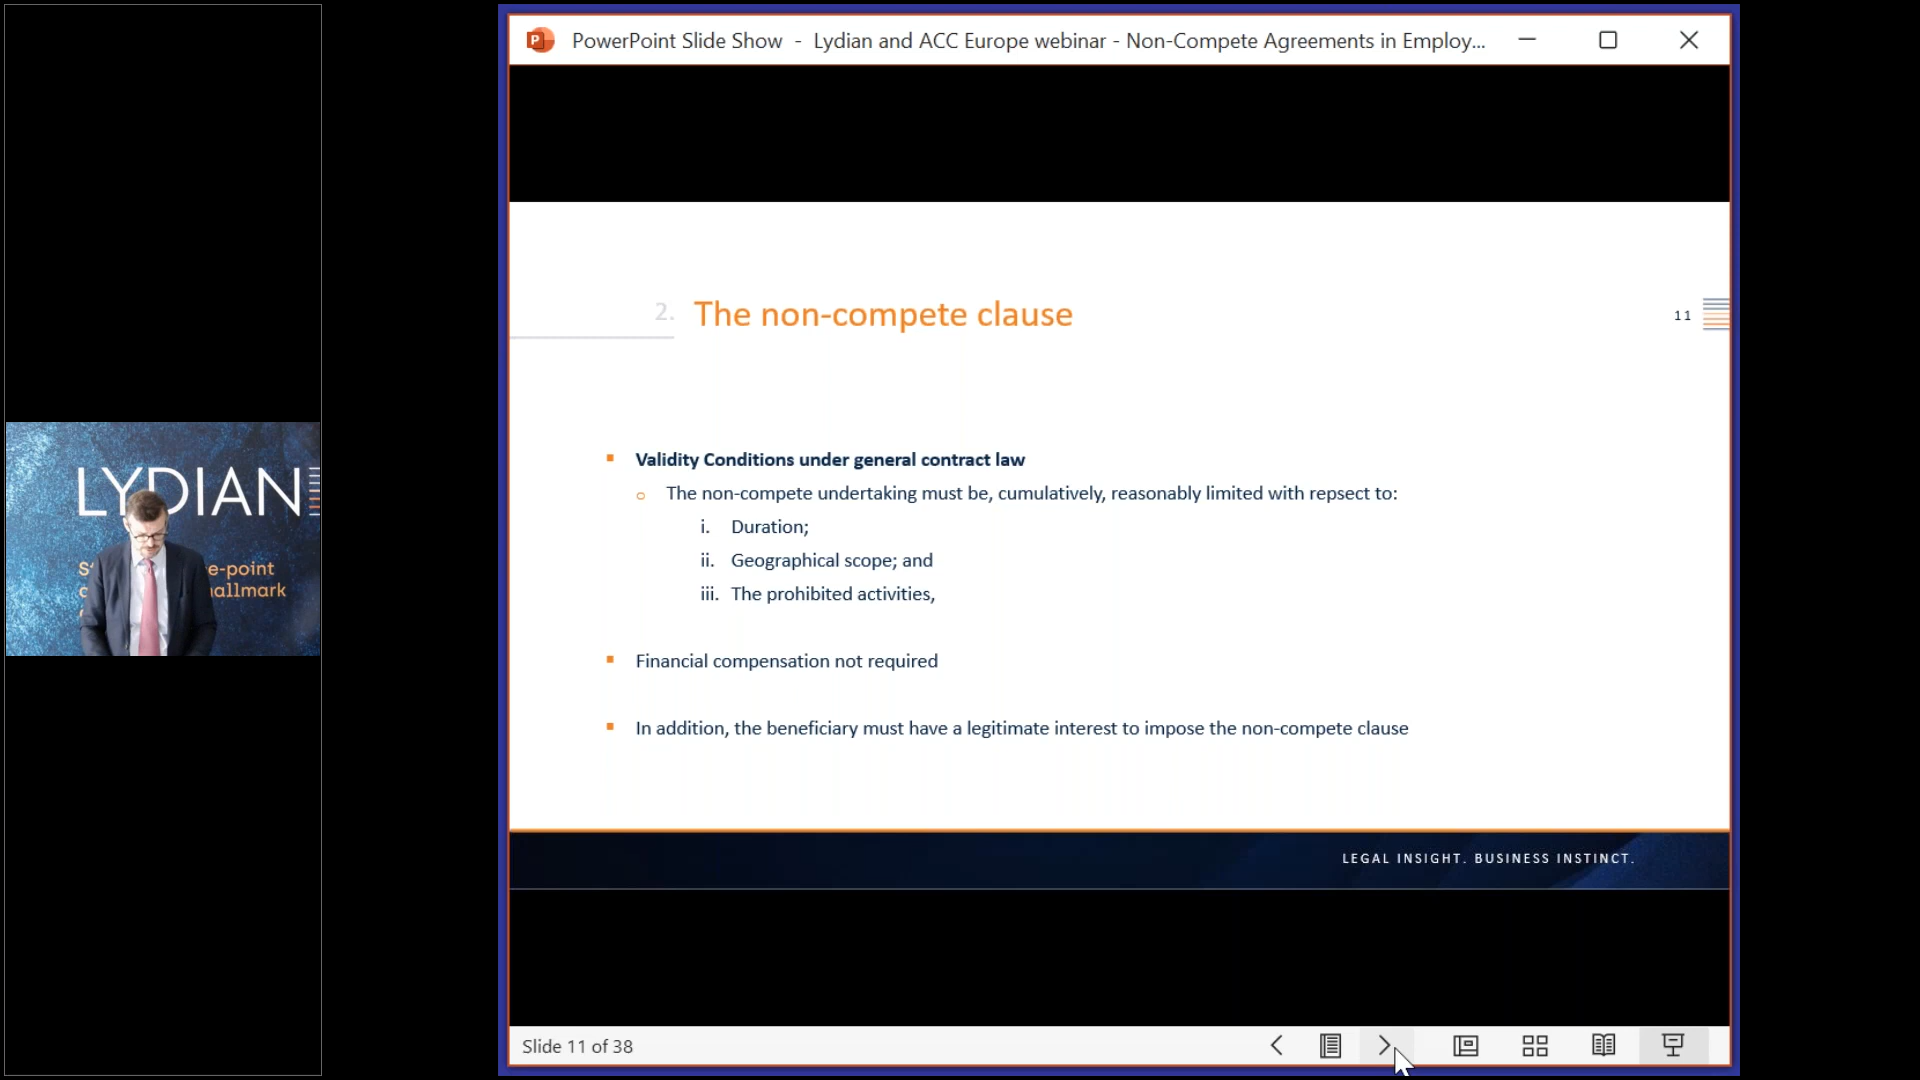 PowerPoint Slide Show - Lydian and ACC Europe webinar - Non-Compete Agreements in Employ...
2. The non-compete clause
11
Validity Conditions under general contract law
The non-compete undertaking must be, cumulatively, reasonably limited with repsect to:
i. Duration;
ii. Geographical scope; and
iii. The prohibited activities,
Financial compensation not required
In addition, the beneficiary must have a legitimate interest to impose the non-compete clause
LEGAL INSIGHT. BUSINESS INSTINCT.
Slide 11 of 38
LYDIAN
e-point
allmark